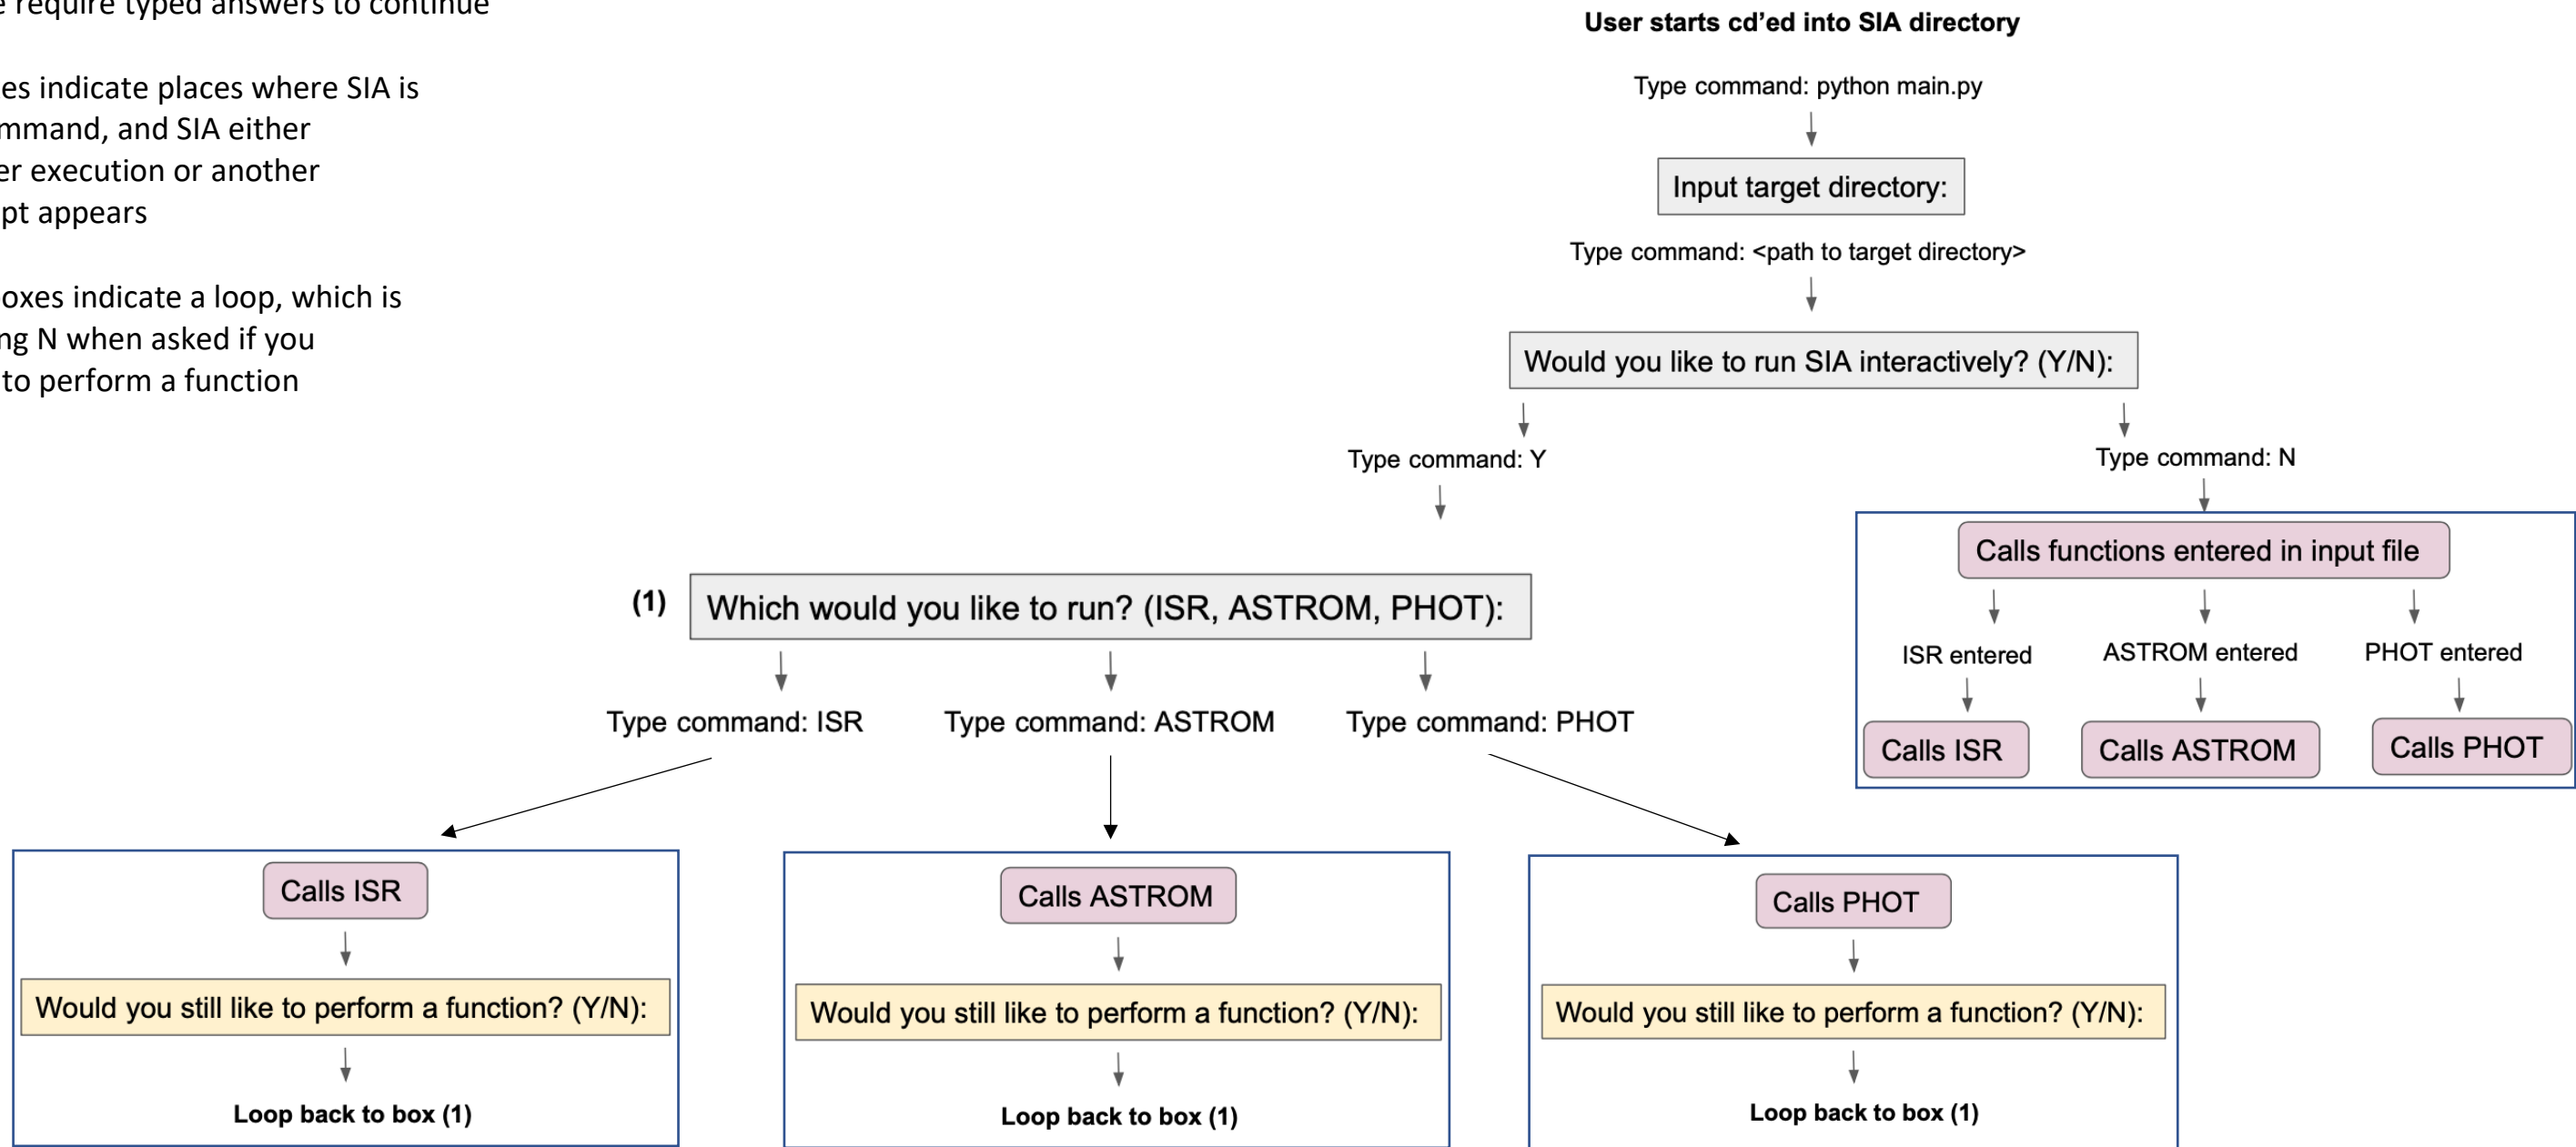 e require typed answers to continue
es indicate places where SIA is
mmand, and SIA either
er execution or another
pt appears
oxes indicate a loop, which is
ng N when asked if you
to perform a function
User starts cd'ed into SIA directory
Type command: python main.py
Input target directory:
Type command: <path to target directory>
Would you like to run SIA interactively? (Y/N):
Type command: Y
Type command: N
Calls functions entered in input file
ISR entered
ASTROM entered
PHOT entered
Calls ISR
Calls ASTROM
Calls PHOT
(1)
Which would you like to run? (ISR, ASTROM, PHOT):
Type command: ISR
Type command: ASTROM
Type command: PHOT
Calls ISR
Would you still like to perform a function? (Y/N):
Loop back to box (1)
Calls ASTROM
Would you still like to perform a function? (Y/N):
Loop back to box (1)
Calls PHOT
Would you still like to perform a function? (Y/N):
Loop back to box (1)